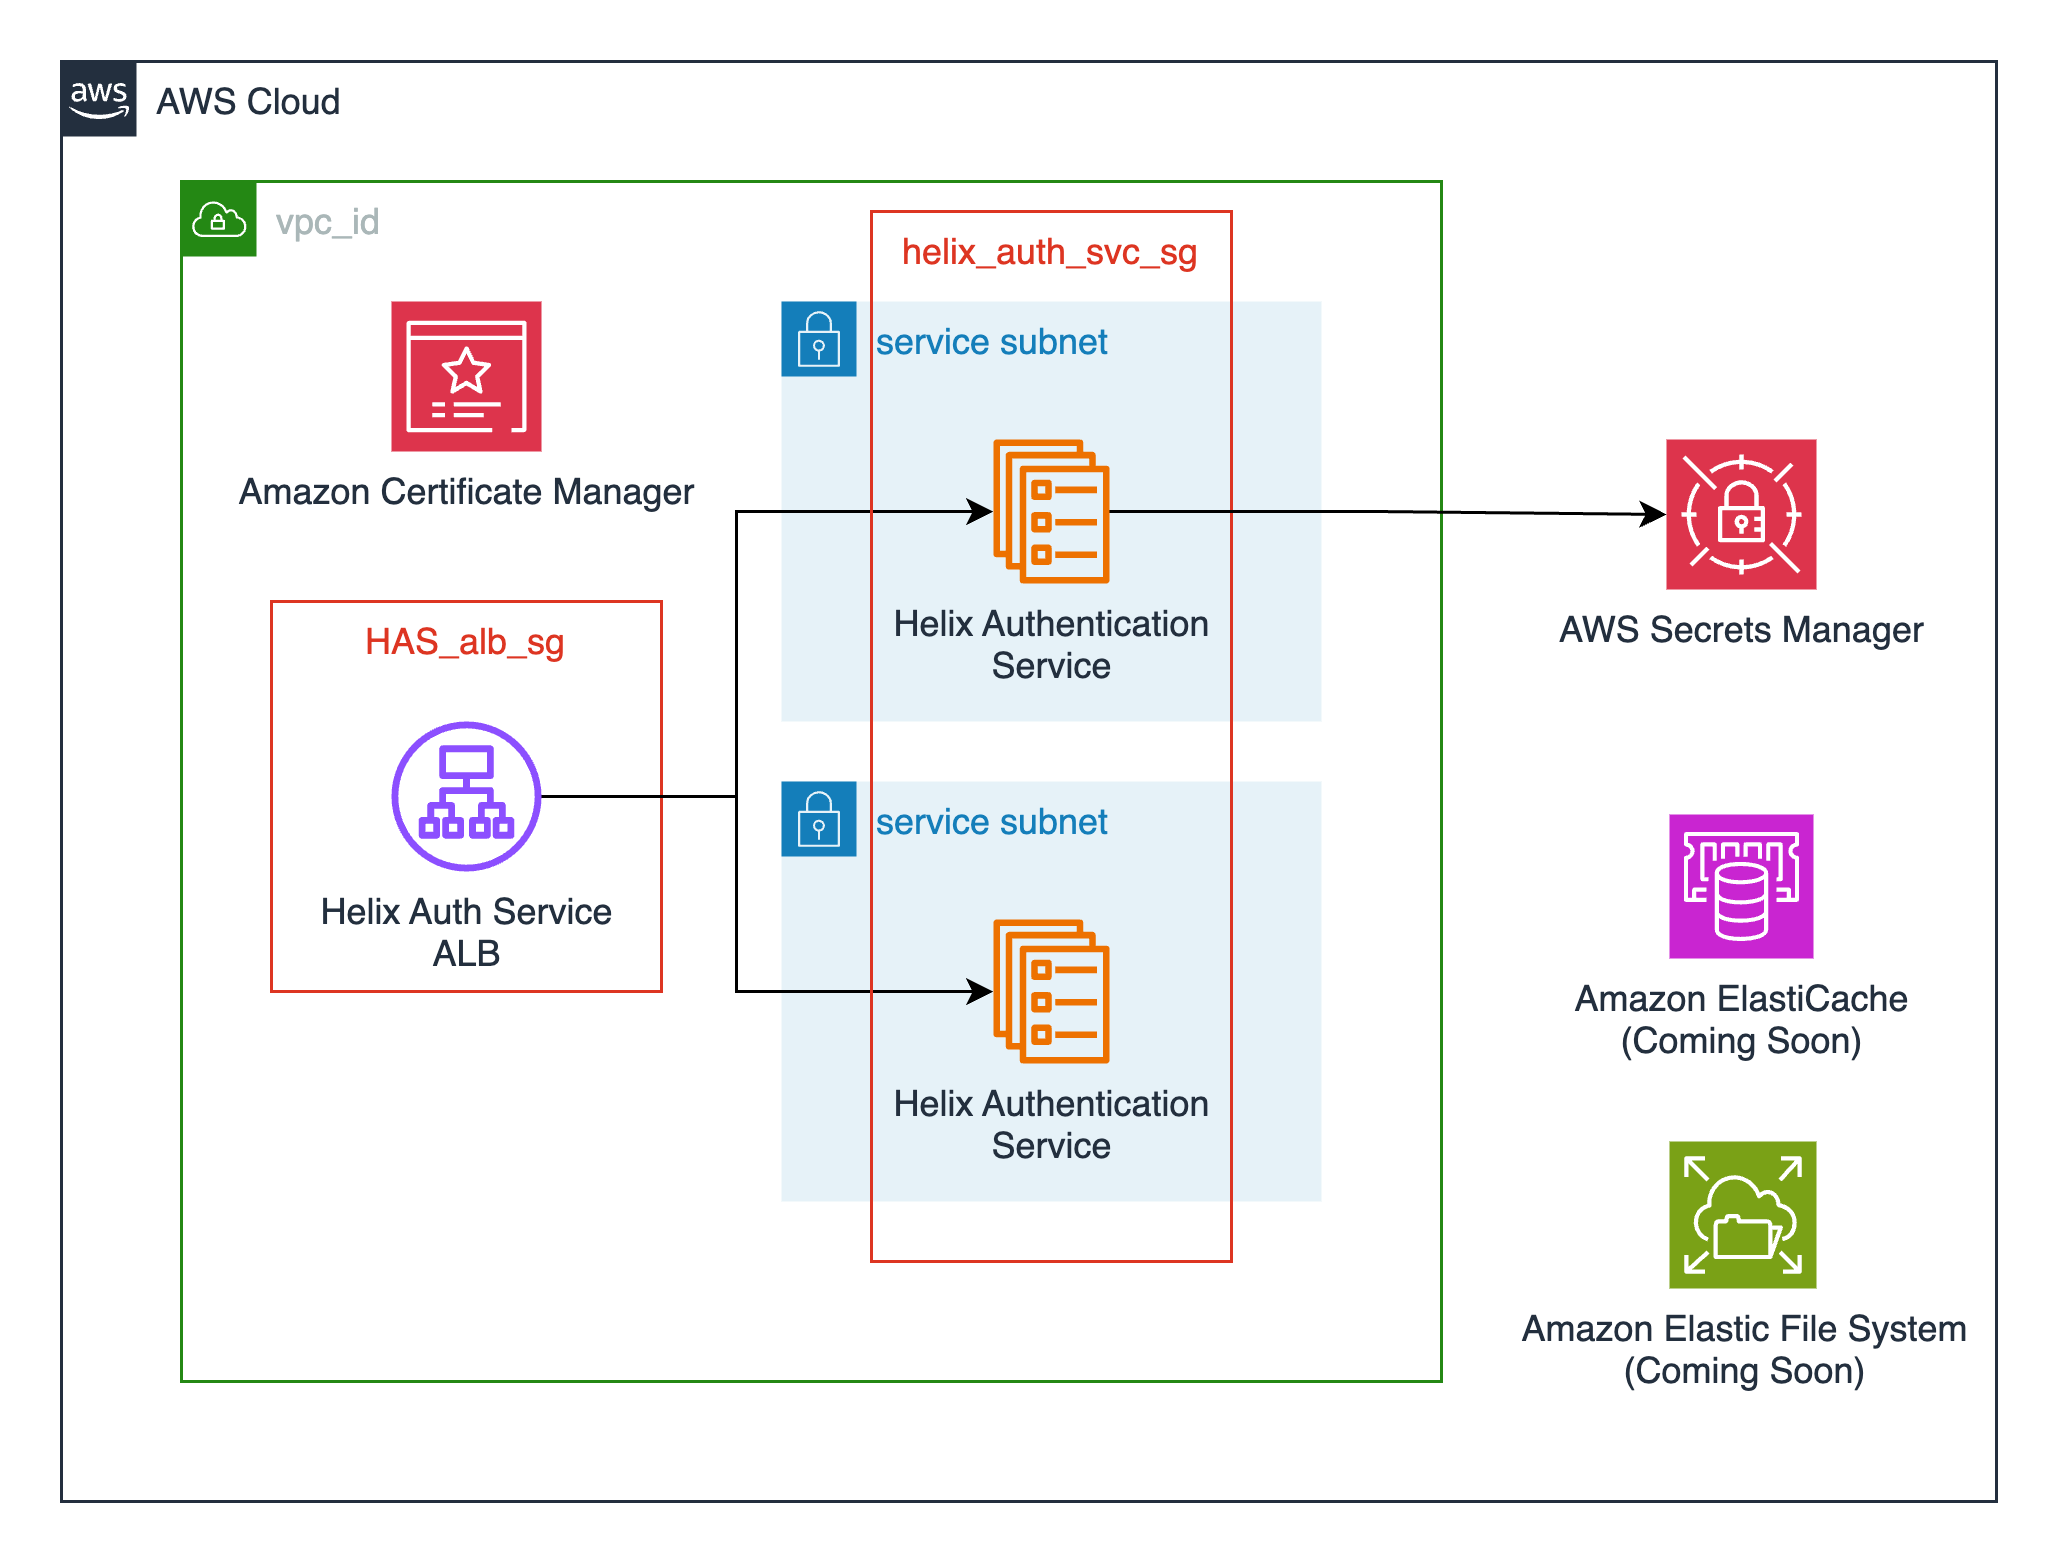 aws
AWS Cloud
vpc_id
helix_auth_svc_sg
service subnet
Amazon Certificate Manager
Helix Authentication
Service
AWS Secrets Manager
HAS_alb_sg
Helix Auth Service
ALB
service subnet
Helix Authentication
Service
Amazon ElastiCache
(Coming Soon)
Amazon Elastic File System
(Coming Soon)